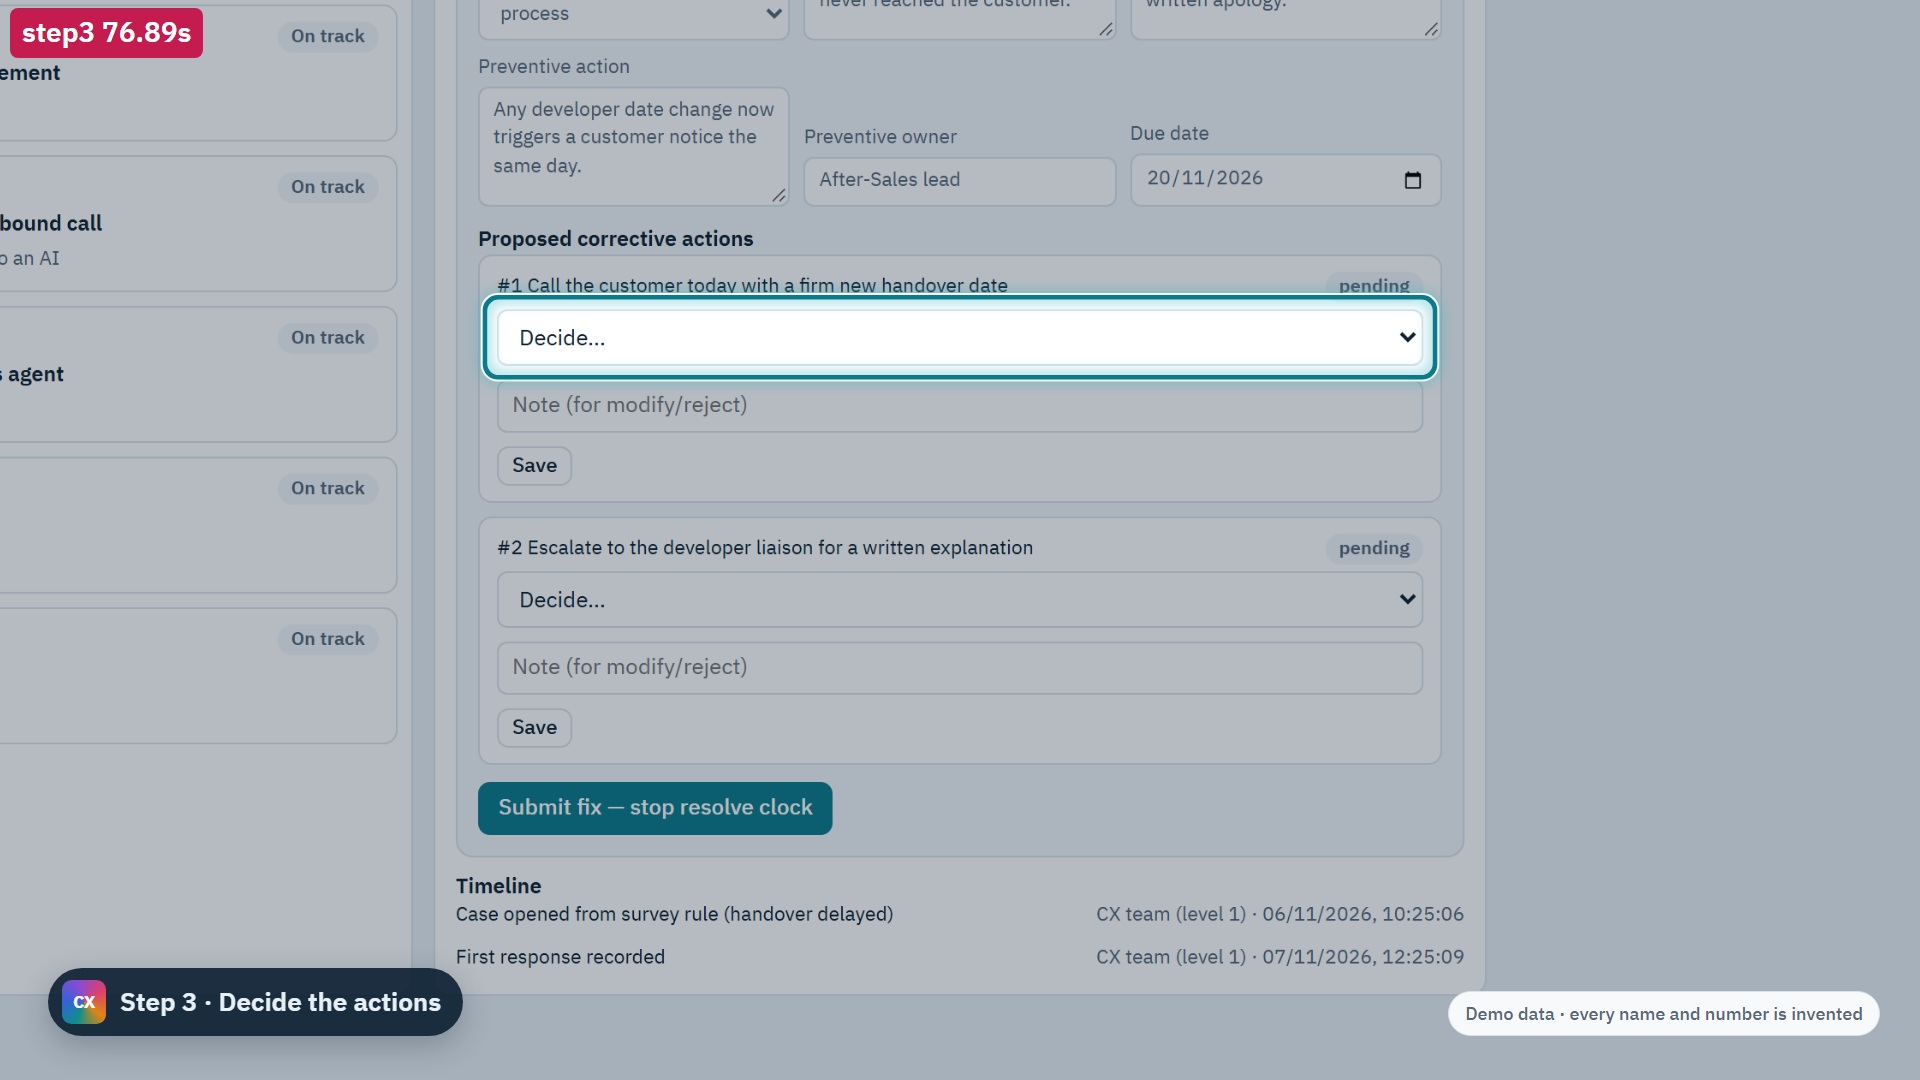 step3 76.89s
On track
ement
On track
bound call
o an AI
On track
s agent
On track
On track
process
never reached the customer.
written apology.
Preventive action
Any developer date change now
triggers a customer notice the
same day.
Preventive owner
After-Sales lead
Due date
20/11/2026
Proposed corrective actions
#1 Call the customer today with a firm new handover date
pending
Decide...
Note (for modify/reject)
Save
#2 Escalate to the developer liaison for a written explanation
pending
Decide...
Note (for modify/reject)
Save
Submit fix — stop resolve clock
Timeline
Case opened from survey rule (handover delayed)
CX team (level 1) · 06/11/2026, 10:25:06
First response recorded
CX team (level 1) · 07/11/2026, 12:25:09
CX
Step 3 · Decide the actions
Demo data · every name and number is invented